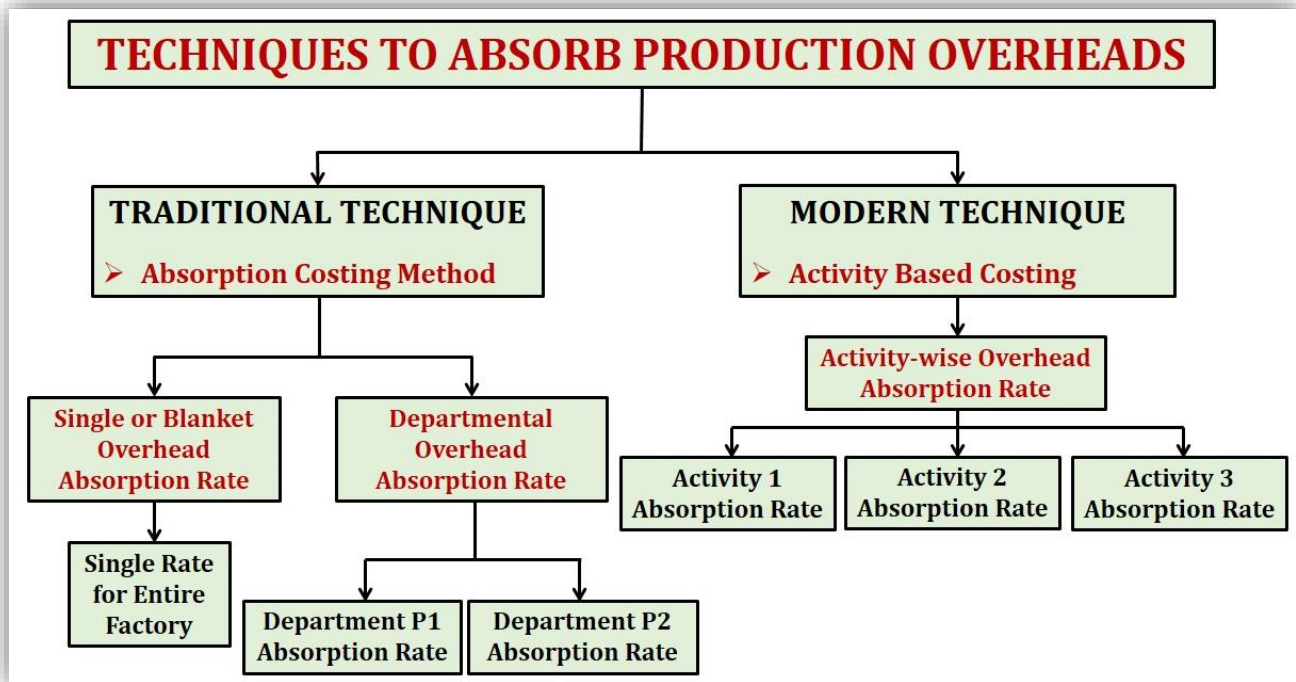 TECHNIQUES TO ABSORB PRODUCTION OVERHEADS
TRADITIONAL TECHNIQUE
➢ Absorption Costing Method
MODERN TECHNIQUE
➢ Activity Based Costing
Single or Blanket
Overhead
Absorption Rate
Departmental
Overhead
Absorption Rate
Activity-wise Overhead
Absorption Rate
Single Rate
for Entire
Factory
Department P1
Absorption Rate
Department P2
Absorption Rate
Activity 1
Absorption Rate
Activity 2
Absorption Rate
Activity 3
Absorption Rate